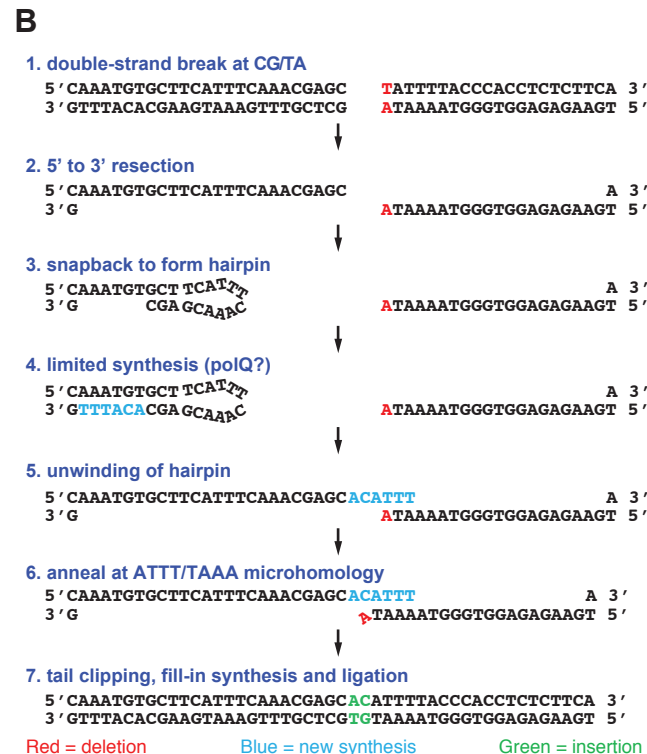 B
1. double-strand break at CG/TA
5′CAAATGTGCTTCATTTCAAACGAGC TATTTTACCCACCTCTCTTCA 3′
3′GTTTACACGAAGTAAAGTTTGCTCG ATAAAATGGGTGGAGAGAAGT 5′
2. 5' to 3' resection
5′CAAATGTGCTTCATTTCAAACGAGC A 3′
3′G ATAAAATGGGTGGAGAGAAGT 5′
3. snapback to form hairpin
5′CAAATGTGCT TCATTT A 3′
3′G CGA GCAAAC ATAAAATGGGTGGAGAGAAGT 5′
4. limited synthesis (polQ?)
5′CAAATGTGCT TCATTT A 3′
3′GTTTACACGA GCAAAC ATAAAATGGGTGGAGAGAAGT 5′
5. unwinding of hairpin
5′CAAATGTGCTTCATTTCAAACGAGCACATTT A 3′
3′G ATAAAATGGGTGGAGAGAAGT 5′
6. anneal at ATTT/TAAA microhomology
5′CAAATGTGCTTCATTTCAAACGAGCACATTT A 3′
3′G ATAAAATGGGTGGAGAGAAGT 5′
7. tail clipping, fill-in synthesis and ligation
5′CAAATGTGCTTCATTTCAAACGAGCACATTTTACCCACCTCTCTTCA 3′
3′GTTTACACGAAGTAAAGTTTGCTCGTGTAAAATGGGTGGAGAGAAGT 5′
Red = deletion Blue = new synthesis Green = insertion